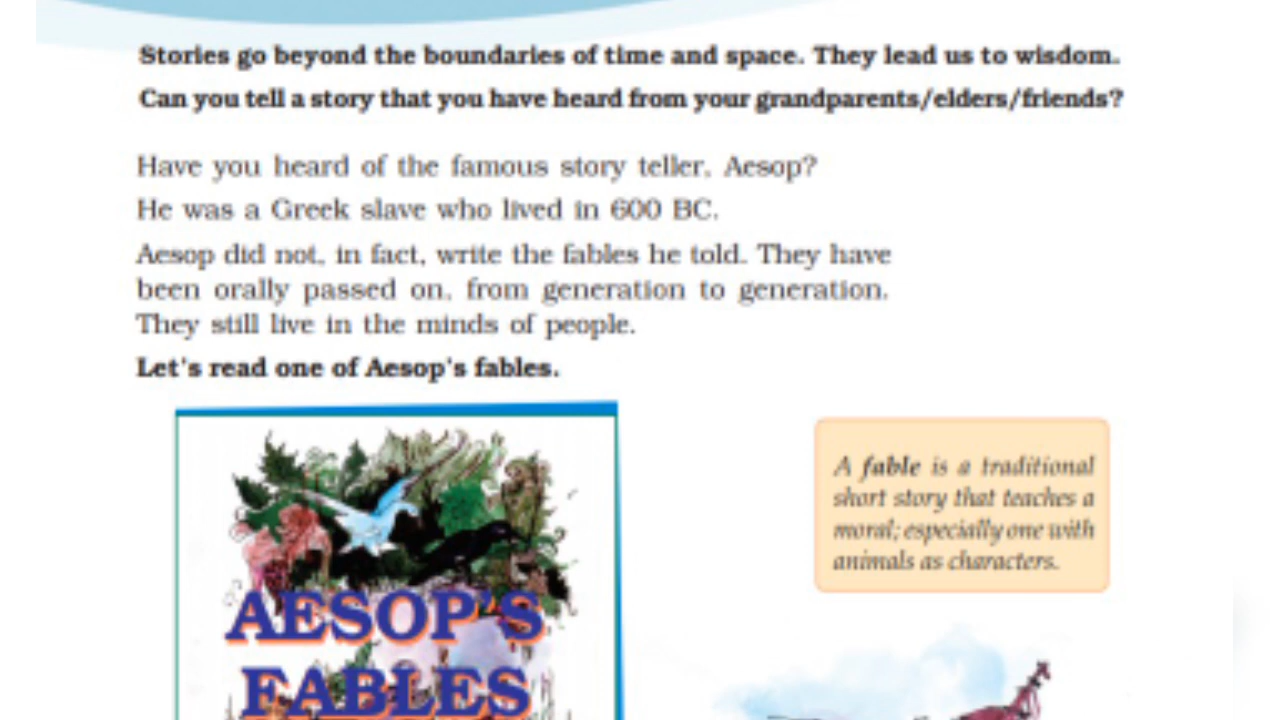 Stories go beyond the boundaries of time and space. They lead us to wisdom.
Can you tell a story that you have heard from your grandparents/elders/friends?
Have you heard of the famous story teller, Aesop?
He was a Greek slave who lived in 600 BC.
Aesop did not, in fact, write the fables he told. They have
been orally passed on, from generation to generation.
They still live in the minds of people.
Let's read one of Aesop's fables.
A fable is a traditional
short story that teaches a
moral; especially one with
animals as characters.
AESOP'S
FABLES